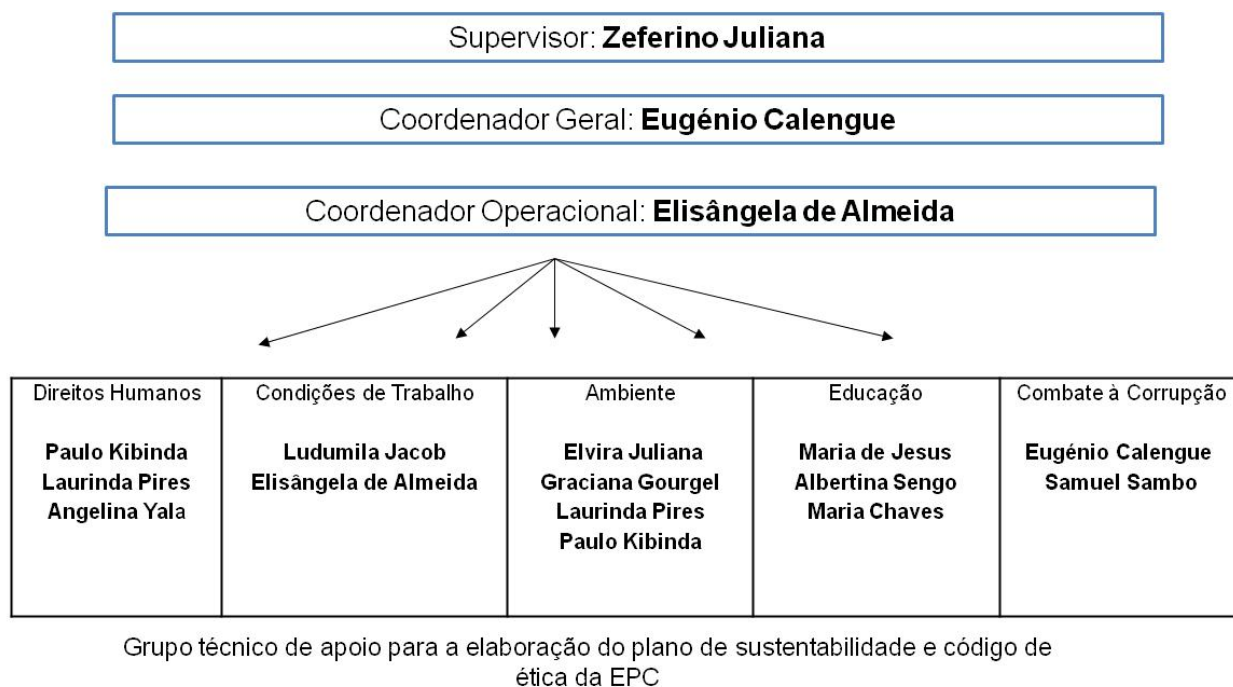 Supervisor: Zeferino Juliana
Coordenador Geral: Eugénio Calengue
Coordenador Operacional: Elisângela de Almeida
Direitos Humanos
Paulo Kibinda
Laurinda Pires
Angelina Yala
Condições de Trabalho
Ludumila Jacob
Elisângela de Almeida
Ambiente
Elvira Juliana
Graciana Gourgel
Laurinda Pires
Paulo Kibinda
Educação
Maria de Jesus
Albertina Sengo
Maria Chaves
Combate à Corrupção
Eugénio Calengue
Samuel Sambo
Grupo técnico de apoio para a elaboração do plano de sustentabilidade e código de
ética da EPC